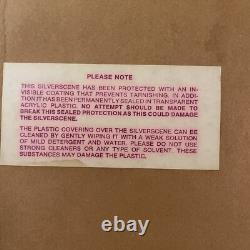 PLEASE NOTE
THIS SILVERSCENE HAS BEEN PROTECTED WITH AN IN-
VISIBLE COATING THAT PREVENTS TARNISHING. IN ADDI-
TION IT HAS BEEN PERMANENTLY SEALED IN TRANSPARENT
ACRYLIC PLASTIC. NO ATTEMPT SHOULD BE MADE TO
BREAK THIS SEALED PROTECTION AS THIS COULD DAMAGE
THE SILVERSCENE.
THE PLASTIC COVERING OVER THE SILVERSCENE CAN BE
CLEANED BY GENTLY WIPING IT WITH A WEAK SOLUTION
OF MILD DETERGENT AND WATER. PLEASE DO NOT USE
STRONG CLEANERS OR ANY TYPE OF SOLVENT. THESE
SUBSTANCES MAY DAMAGE THE PLASTIC.
eBay